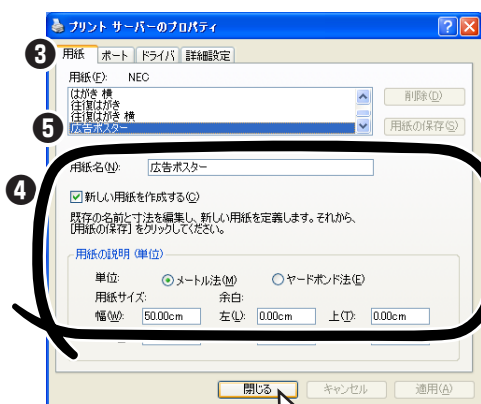 プリント サーバーのプロパティ
❸
用紙 ポート ドライバ 詳細設定
用紙(F): NEC
はがき 横
往復はがき
往復はがき 横
❺ 広告ポスター
削除(D)
用紙の保存(S)
❹
用紙名(N): 広告ポスター
新しい用紙を作成する(C)
既存の名前と寸法を編集し、新しい用紙を定義します。それから、
[用紙の保存] をクリックしてください。
用紙の説明 (単位)
単位: メートル法(M) ヤードポンド法(E)
用紙サイズ: 余白:
幅(W): 50.00cm 左(L): 0.00cm 上(T): 0.00cm
閉じる キャンセル 適用(A)